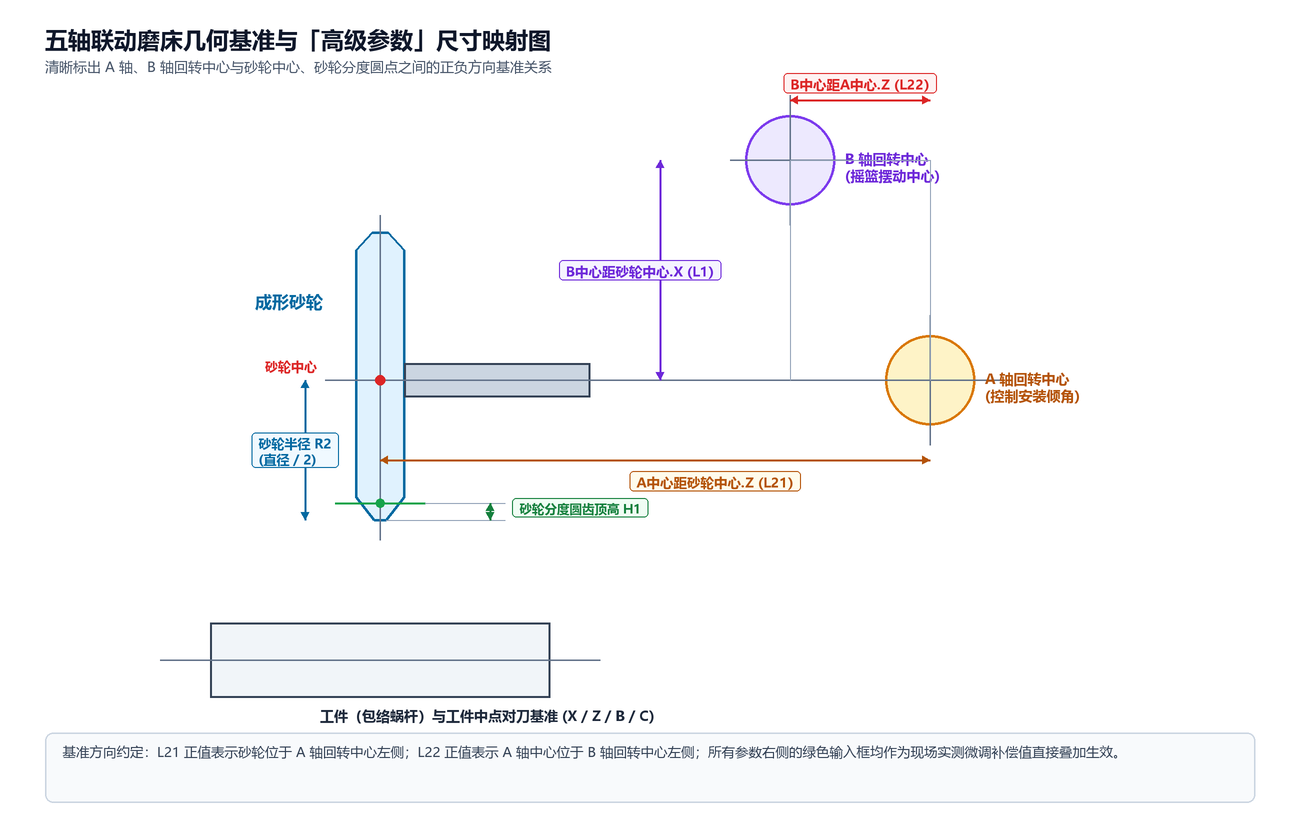 五轴联动磨床几何基准与「高级参数」尺寸映射图
清晰标出 A 轴、B 轴回转中心与砂轮中心、砂轮分度圆点之间的正负方向基准关系
B中心距A中心.Z (L22)
B 轴回转中心
(摇篮摆动中心)
B中心距砂轮中心.X (L1)
成形砂轮
砂轮中心
A 轴回转中心
(控制安装倾角)
砂轮半径 R2
(直径 / 2)
A中心距砂轮中心.Z (L21)
砂轮分度圆齿顶高 H1
工件（包络蜗杆）与工件中点对刀基准 (X / Z / B / C)
基准方向约定：L21 正值表示砂轮位于 A 轴回转中心左侧；L22 正值表示 A 轴中心位于 B 轴回转中心左侧；所有参数右侧的绿色输入框均作为现场实测微调补偿值直接叠加生效。